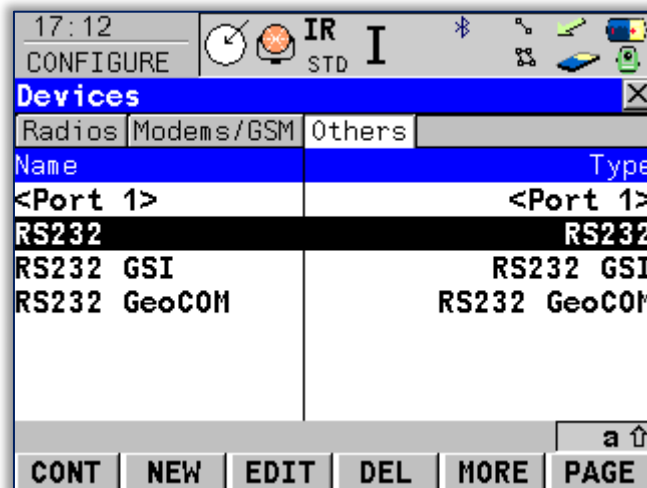 17:12
CONFIGURE
IR
STD
I
Devices
Radios Modems/GSM Others
Name Type
<Port 1> <Port 1>
RS232 RS232
RS232 GSI RS232 GSI
RS232 GeoCOM RS232 GeoCOM
a
CONT NEW EDIT DEL MORE PAGE